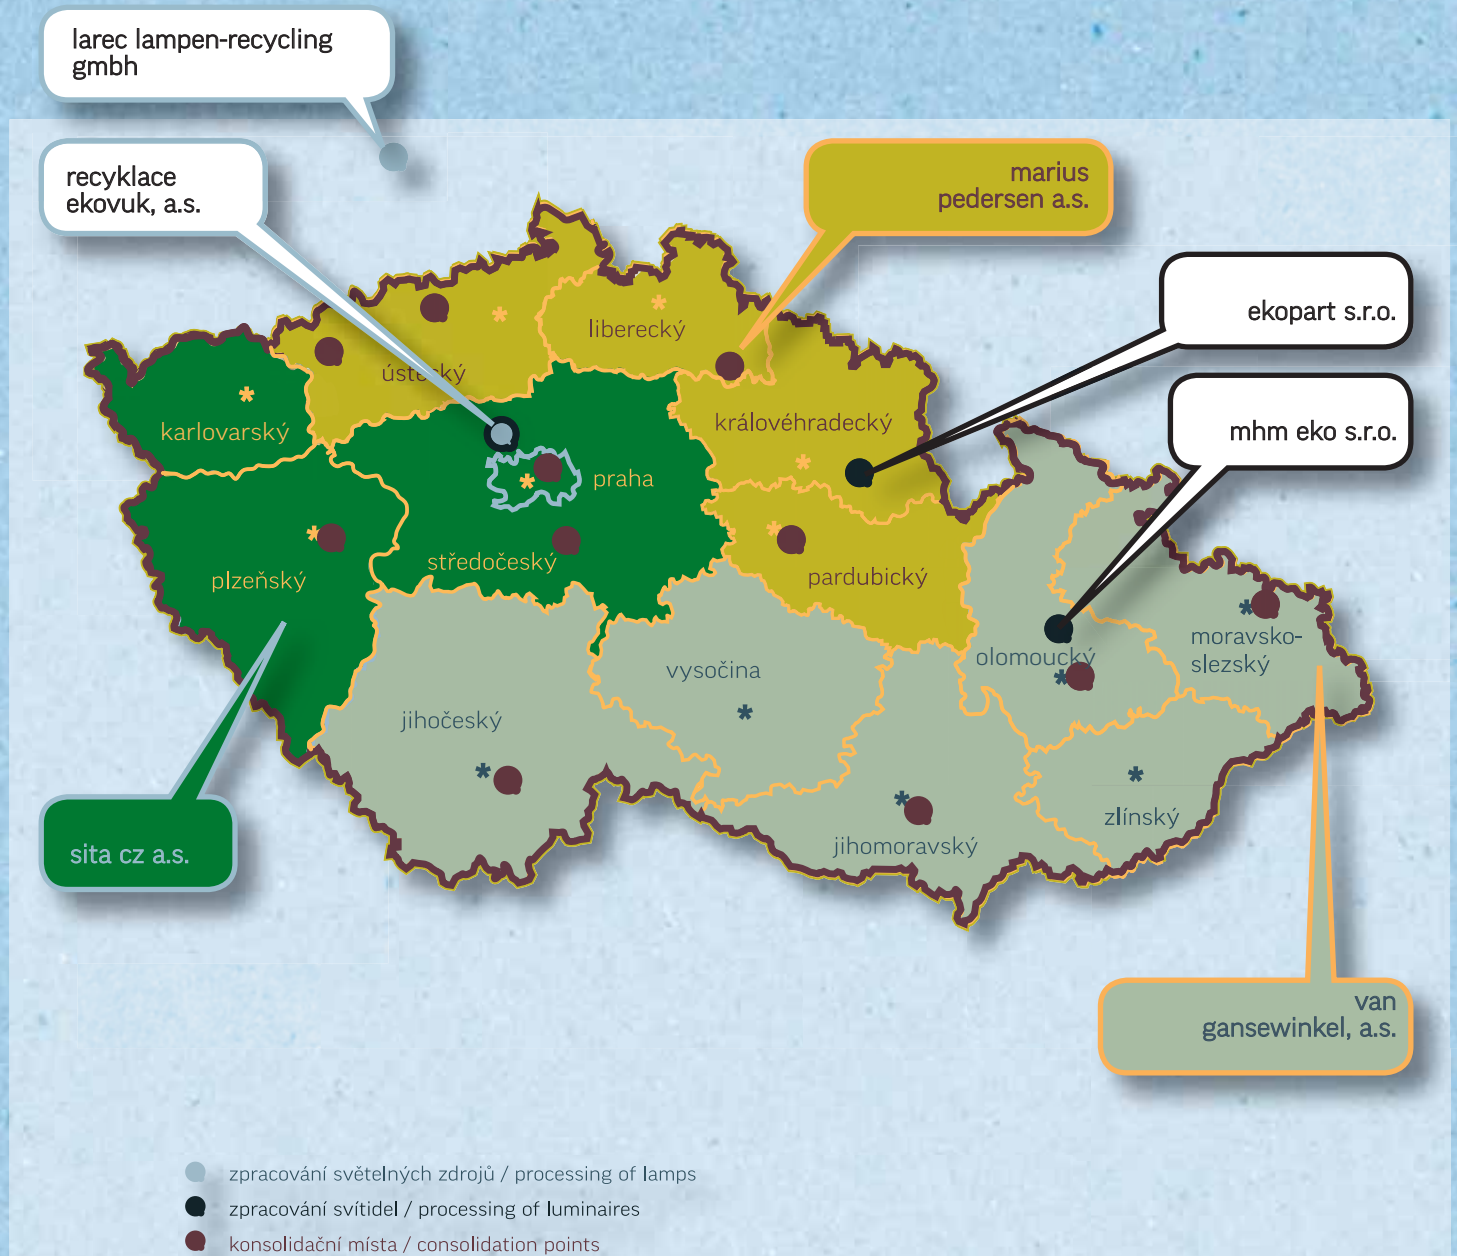 larec lampen-recycling
gmbh
recyklace
ekovuk, a.s.
marius
pedersen a.s.
ekopart s.r.o.
mhm eko s.r.o.
liberecký
ústecký
karlovarský
královéhradecký
praha
středočeský
plzeňský
pardubický
moravsko-
slezský
olomoucký
vysočina
jihočeský
zlínský
jihomoravský
sita cz a.s.
van
gansewinkel, a.s.
zpracování světelných zdrojů / processing of lamps
zpracování svítidel / processing of luminaires
konsolidační místa / consolidation points